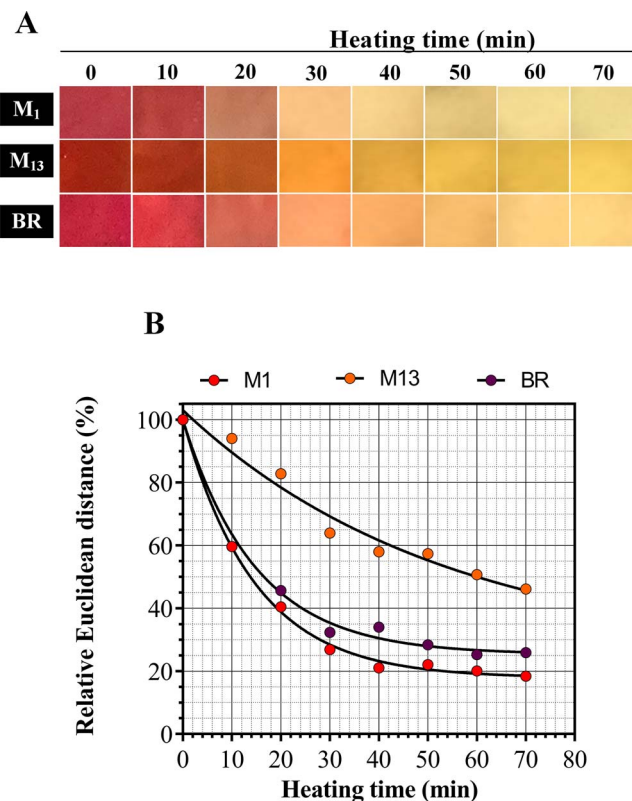 A
Heating time (min)
0 10 20 30 40 50 60 70
M₁
M₁₃
BR
B
M1 M13 BR
Relative Euclidean distance (%)
100
80
60
40
20
0
0 10 20 30 40 50 60 70 80
Heating time (min)